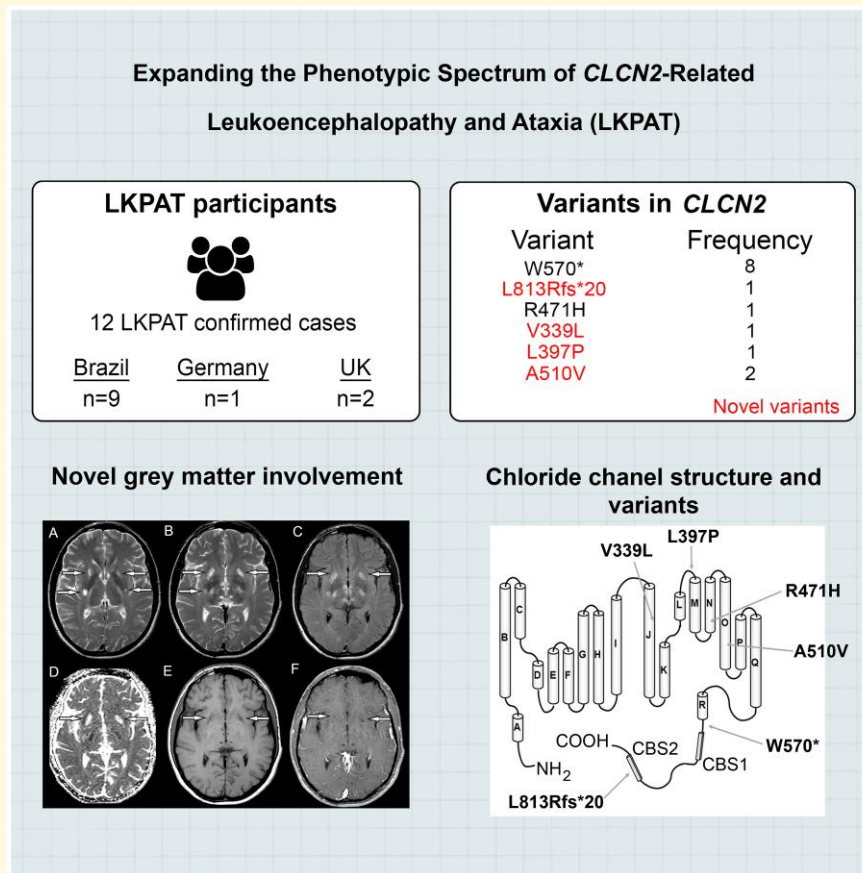 Expanding the Phenotypic Spectrum of CLCN2-Related
Leukoencephalopathy and Ataxia (LKPAT)
LKPAT participants
12 LKPAT confirmed cases
Brazil Germany UK
n=9 n=1 n=2
Variants in CLCN2
Variant Frequency
W570* 8
L813Rfs*20 1
R471H 1
V339L 1
L397P 1
A510V 2
Novel variants
Novel grey matter involvement
A B C
D E F
Chloride chanel structure and
variants
L397P
V339L
R471H
A510V
W570*
L813Rfs*20
B C D E F G H I J K L M N O P Q
A R
COOH CBS2
NH2 CBS1